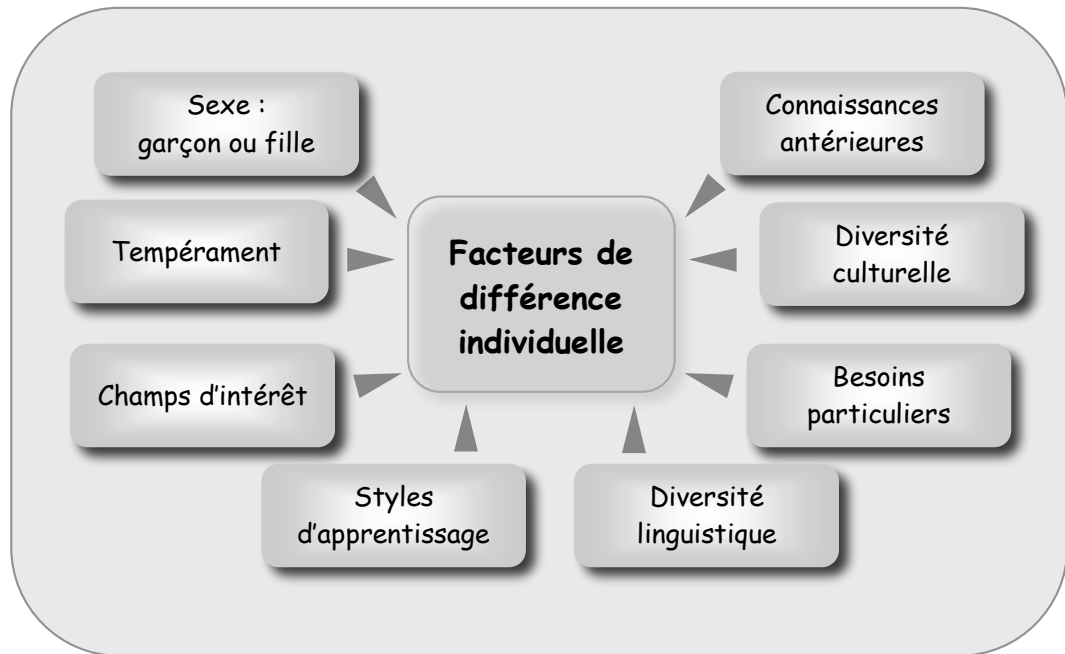 Sexe :
garçon ou fille
Connaissances
antérieures
Tempérament
Facteurs de
différence
individuelle
Diversité
culturelle
Champs d'intérêt
Besoins
particuliers
Styles
d'apprentissage
Diversité
linguistique